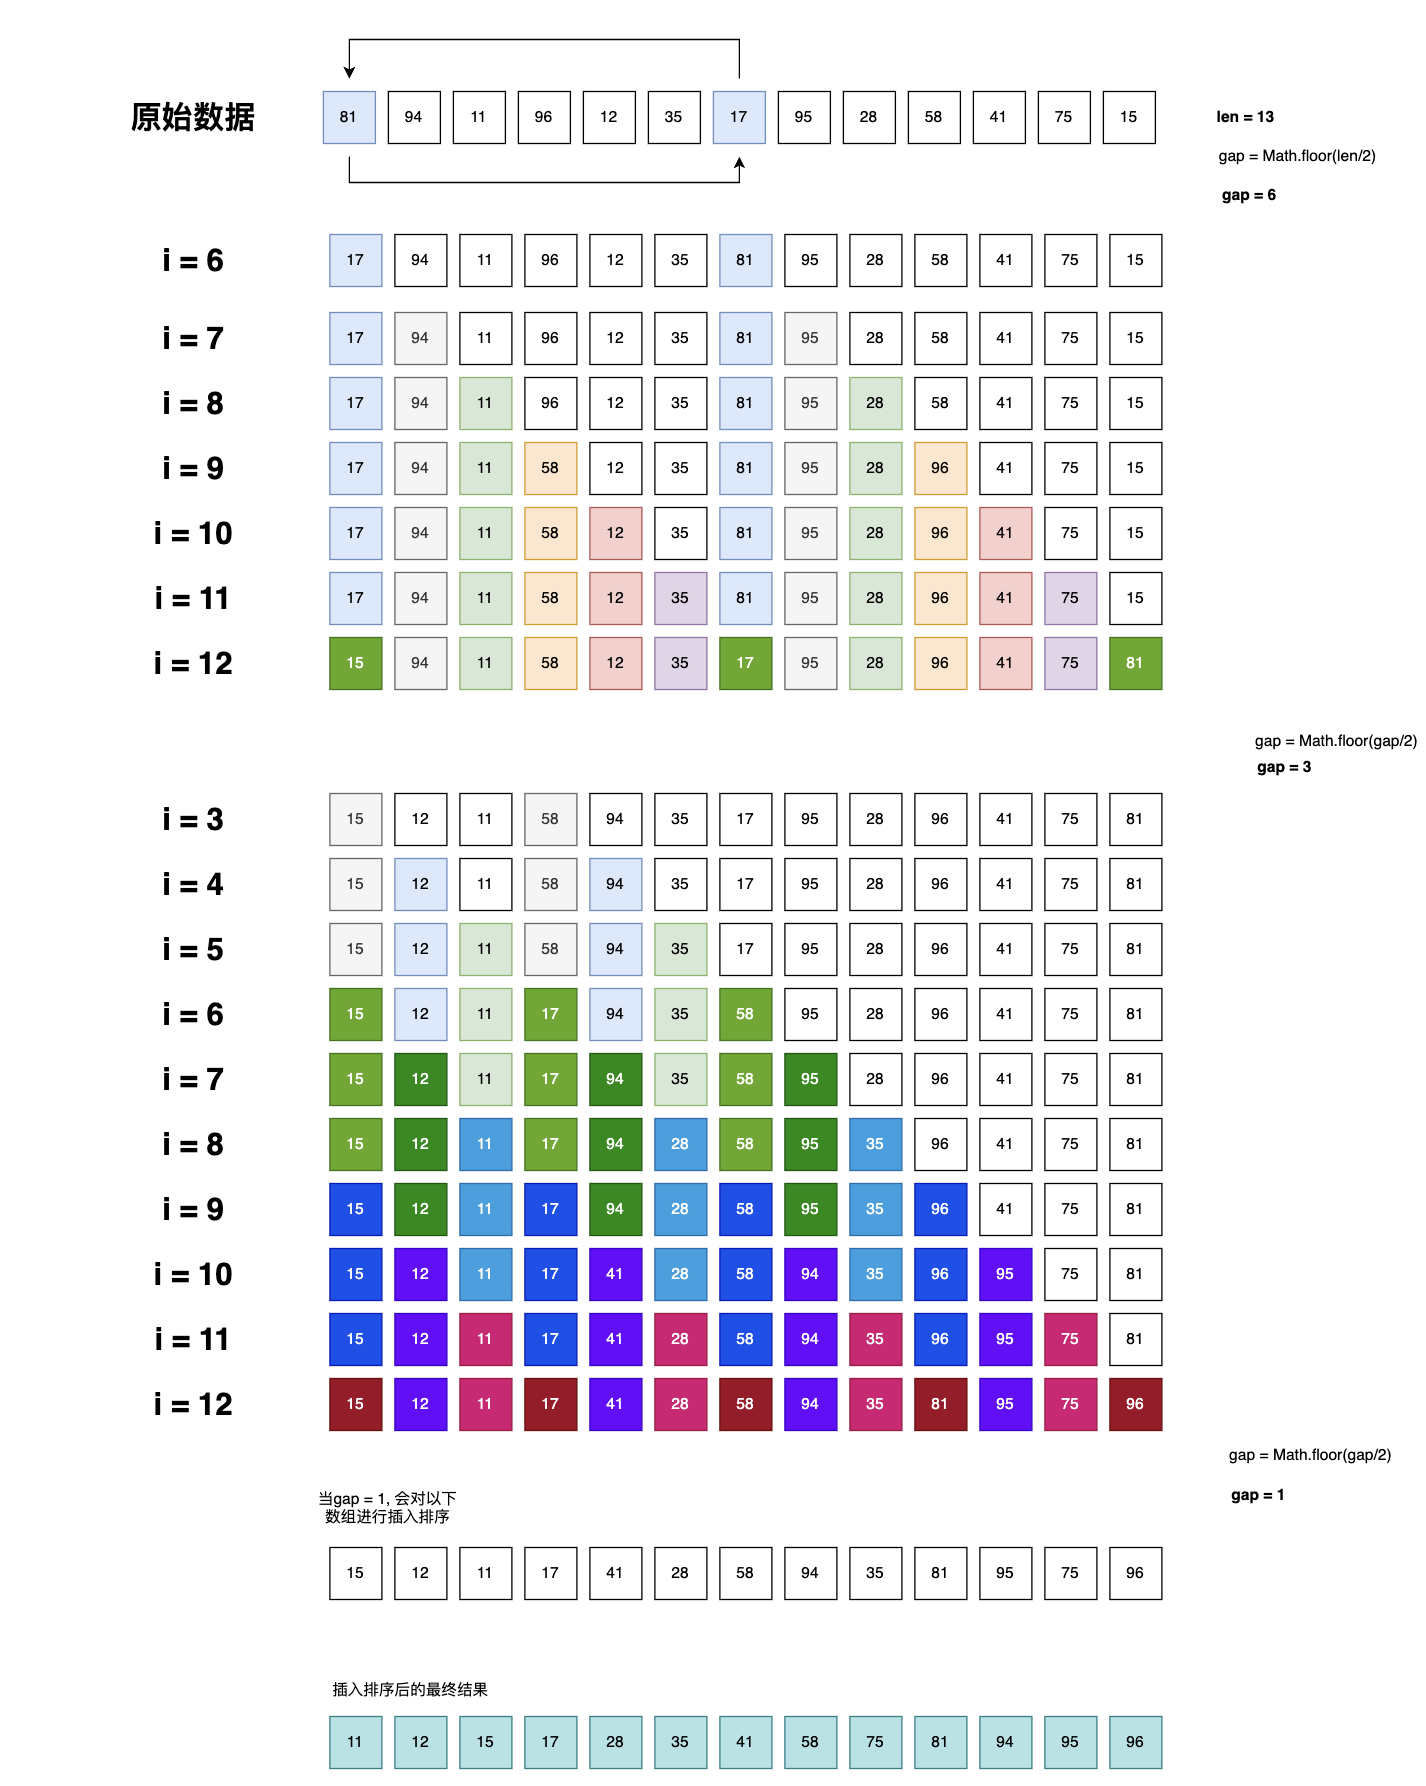 原始数据 81 94 11 96 12 35 17 95 28 58 41 75 15 len = 13
gap = Math.floor(len/2)
gap = 6
i = 6 17 94 11 96 12 35 81 95 28 58 41 75 15
i = 7 17 94 11 96 12 35 81 95 28 58 41 75 15
i = 8 17 94 11 96 12 35 81 95 28 58 41 75 15
i = 9 17 94 11 58 12 35 81 95 28 96 41 75 15
i = 10 17 94 11 58 12 35 81 95 28 96 41 75 15
i = 11 17 94 11 58 12 35 81 95 28 96 41 75 15
i = 12 15 94 11 58 12 35 17 95 28 96 41 75 81
gap = Math.floor(gap/2)
gap = 3
i = 3 15 12 11 58 94 35 17 95 28 96 41 75 81
i = 4 15 12 11 58 94 35 17 95 28 96 41 75 81
i = 5 15 12 11 58 94 35 17 95 28 96 41 75 81
i = 6 15 12 11 17 94 35 58 95 28 96 41 75 81
i = 7 15 12 11 17 94 35 58 95 28 96 41 75 81
i = 8 15 12 11 17 94 28 58 95 35 96 41 75 81
i = 9 15 12 11 17 94 28 58 95 35 96 41 75 81
i = 10 15 12 11 17 41 28 58 94 35 96 95 75 81
i = 11 15 12 11 17 41 28 58 94 35 96 95 75 81
i = 12 15 12 11 17 41 28 58 94 35 81 95 75 96
gap = Math.floor(gap/2)
gap = 1
当gap = 1, 会对以下
数组进行插入排序
15 12 11 17 41 28 58 94 35 81 95 75 96
插入排序后的最终结果
11 12 15 17 28 35 41 58 75 81 94 95 96